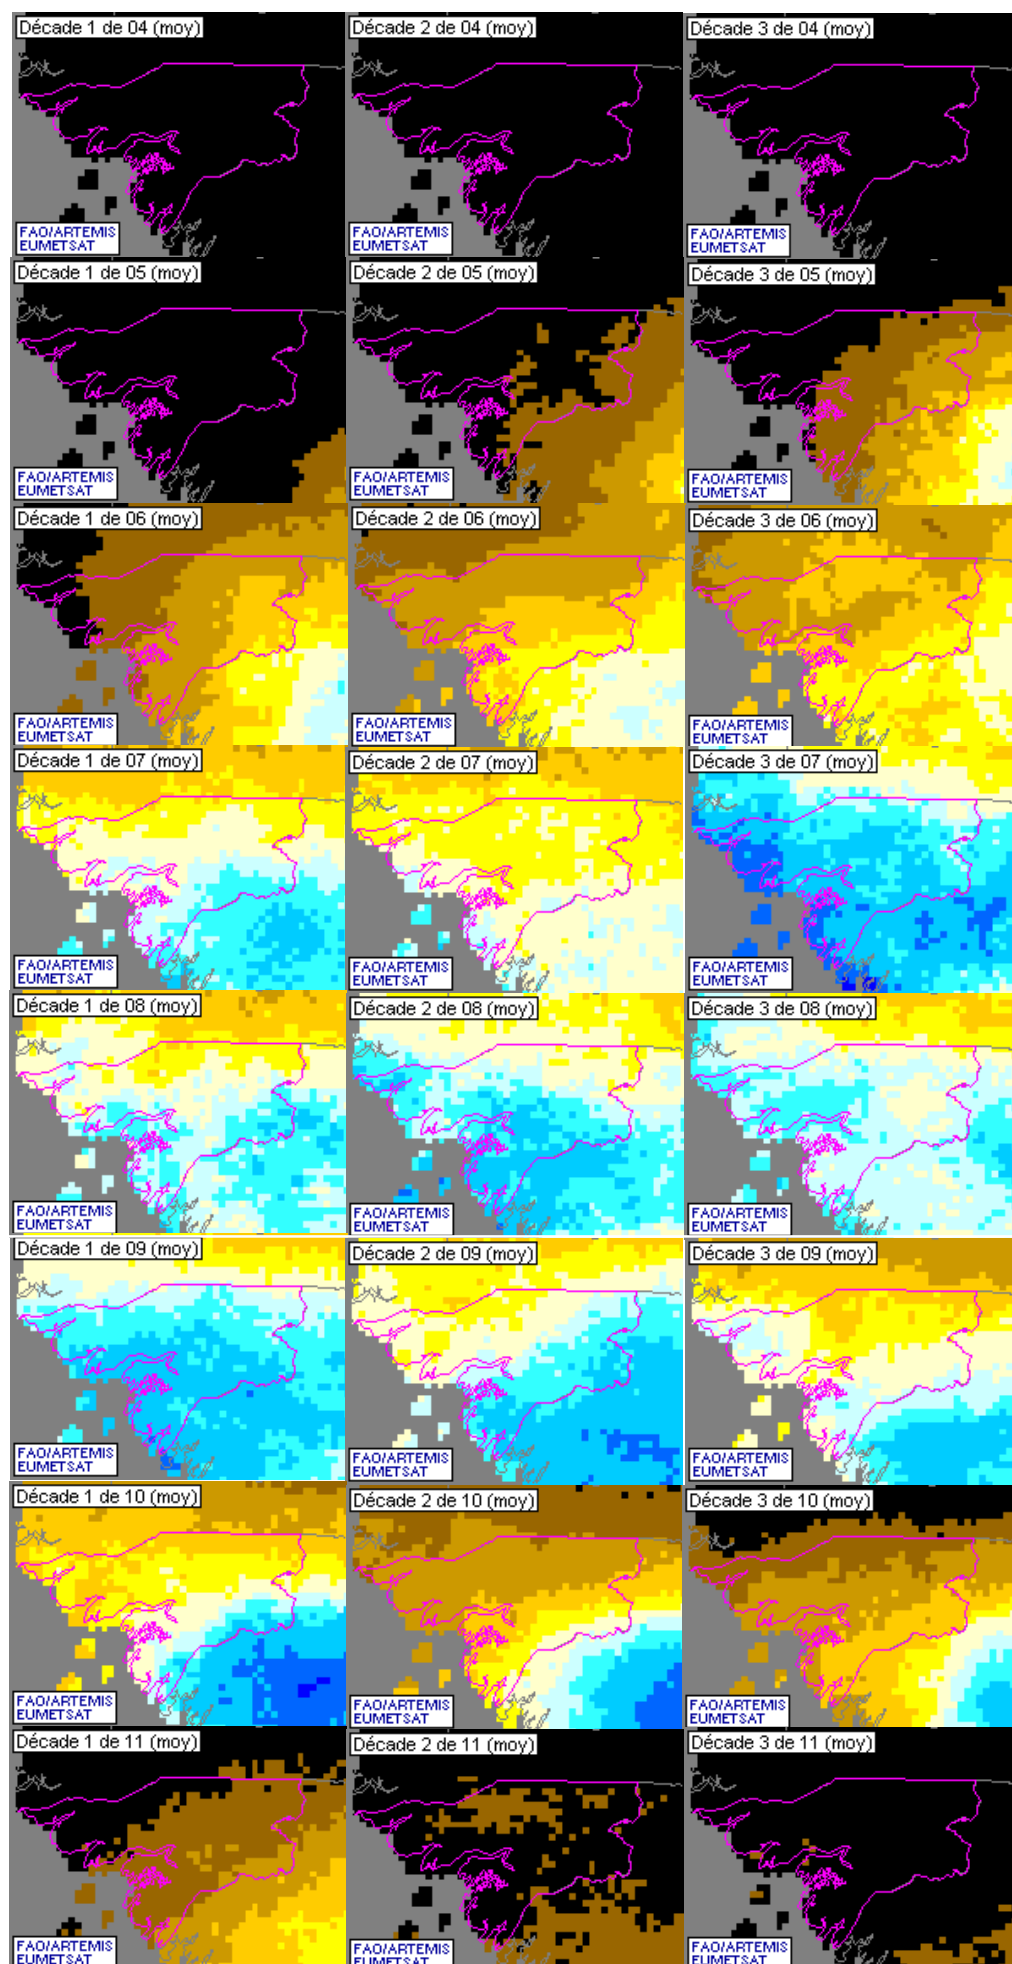 Décade 1 de 04 (moy)
Décade 2 de 04 (moy)
Décade 3 de 04 (moy)
FAO/ARTEMIS
EUMETSAT
FAO/ARTEMIS
EUMETSAT
FAO/ARTEMIS
EUMETSAT
Décade 1 de 05 (moy)
Décade 2 de 05 (moy)
Décade 3 de 05 (moy)
FAO/ARTEMIS
EUMETSAT
FAO/ARTEMIS
EUMETSAT
FAO/ARTEMIS
EUMETSAT
Décade 1 de 06 (moy)
Décade 2 de 06 (moy)
Décade 3 de 06 (moy)
FAO/ARTEMIS
EUMETSAT
FAO/ARTEMIS
EUMETSAT
FAO/ARTEMIS
EUMETSAT
Décade 1 de 07 (moy)
Décade 2 de 07 (moy)
Décade 3 de 07 (moy)
FAO/ARTEMIS
EUMETSAT
FAO/ARTEMIS
EUMETSAT
FAO/ARTEMIS
EUMETSAT
Décade 1 de 08 (moy)
Décade 2 de 08 (moy)
Décade 3 de 08 (moy)
FAO/ARTEMIS
EUMETSAT
FAO/ARTEMIS
EUMETSAT
FAO/ARTEMIS
EUMETSAT
Décade 1 de 09 (moy)
Décade 2 de 09 (moy)
Décade 3 de 09 (moy)
FAO/ARTEMIS
EUMETSAT
FAO/ARTEMIS
EUMETSAT
FAO/ARTEMIS
EUMETSAT
Décade 1 de 10 (moy)
Décade 2 de 10 (moy)
Décade 3 de 10 (moy)
FAO/ARTEMIS
EUMETSAT
FAO/ARTEMIS
EUMETSAT
FAO/ARTEMIS
EUMETSAT
Décade 1 de 11 (moy)
Décade 2 de 11 (moy)
Décade 3 de 11 (moy)
FAO/ARTEMIS
EUMETSAT
FAO/ARTEMIS
EUMETSAT
FAO/ARTEMIS
EUMETSAT